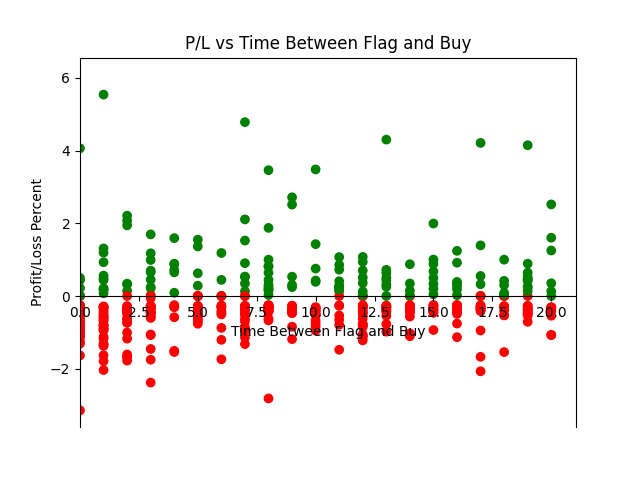 P/L vs Time Between Flag and Buy
Profit/Loss Percent
6
4
2
0
−2
0.0 2.5 5.0 7.5 10.0 12.5 15.0 17.5 20.0
Time Between Flag and Buy